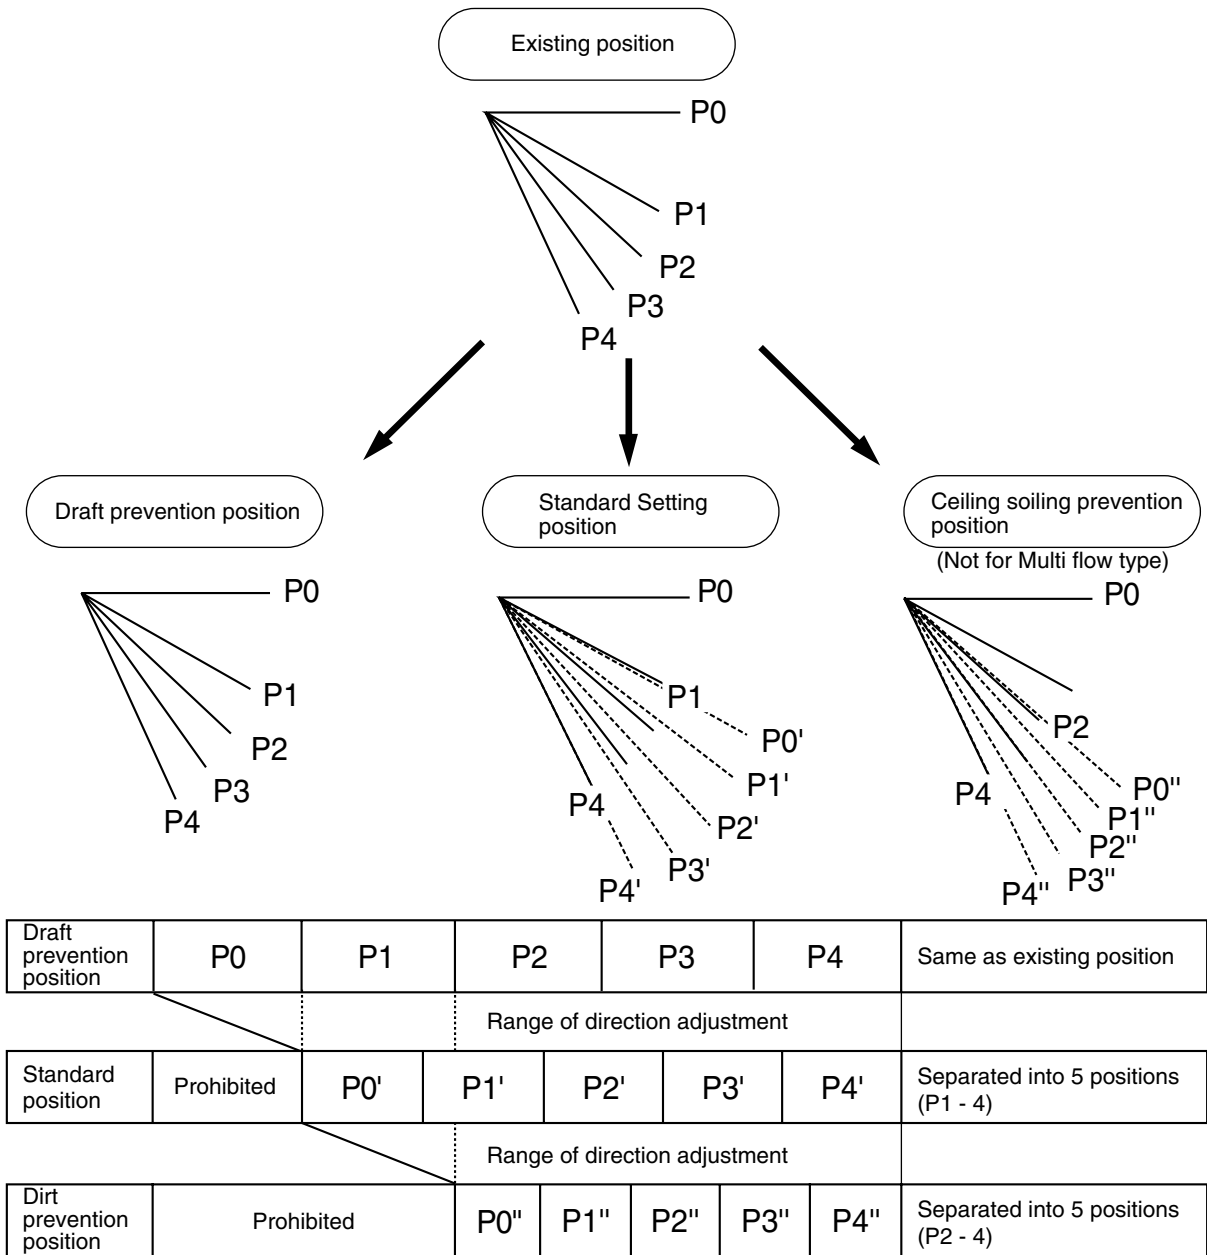 Existing position
P0
P1
P2
P3
P4
Draft prevention position
P0
P1
P2
P3
P4
Standard Setting
position
P0
P1
P0'
P1'
P4
P2'
P3'
P4'
Ceiling soiling prevention
position
(Not for Multi flow type)
P0
P2
P4
P0"
P1"
P2"
P3"
P4"
Draft
prevention
position
P0
P1
P2
P3
P4
Same as existing position
Range of direction adjustment
Standard
position
Prohibited
P0'
P1'
P2'
P3'
P4'
Separated into 5 positions
(P1 - 4)
Range of direction adjustment
Dirt
prevention
position
Prohibited
P0"
P1"
P2"
P3"
P4"
Separated into 5 positions
(P2 - 4)